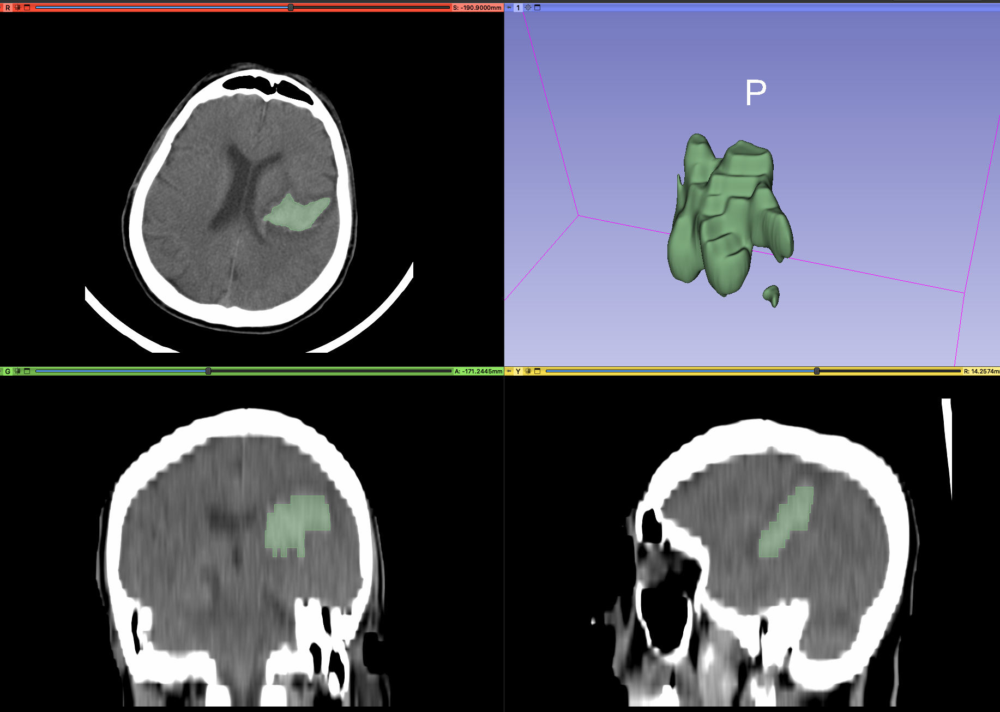 R S: -190.9000mm
1
P
G A: -171.2445mm
Y R: 14.2574m